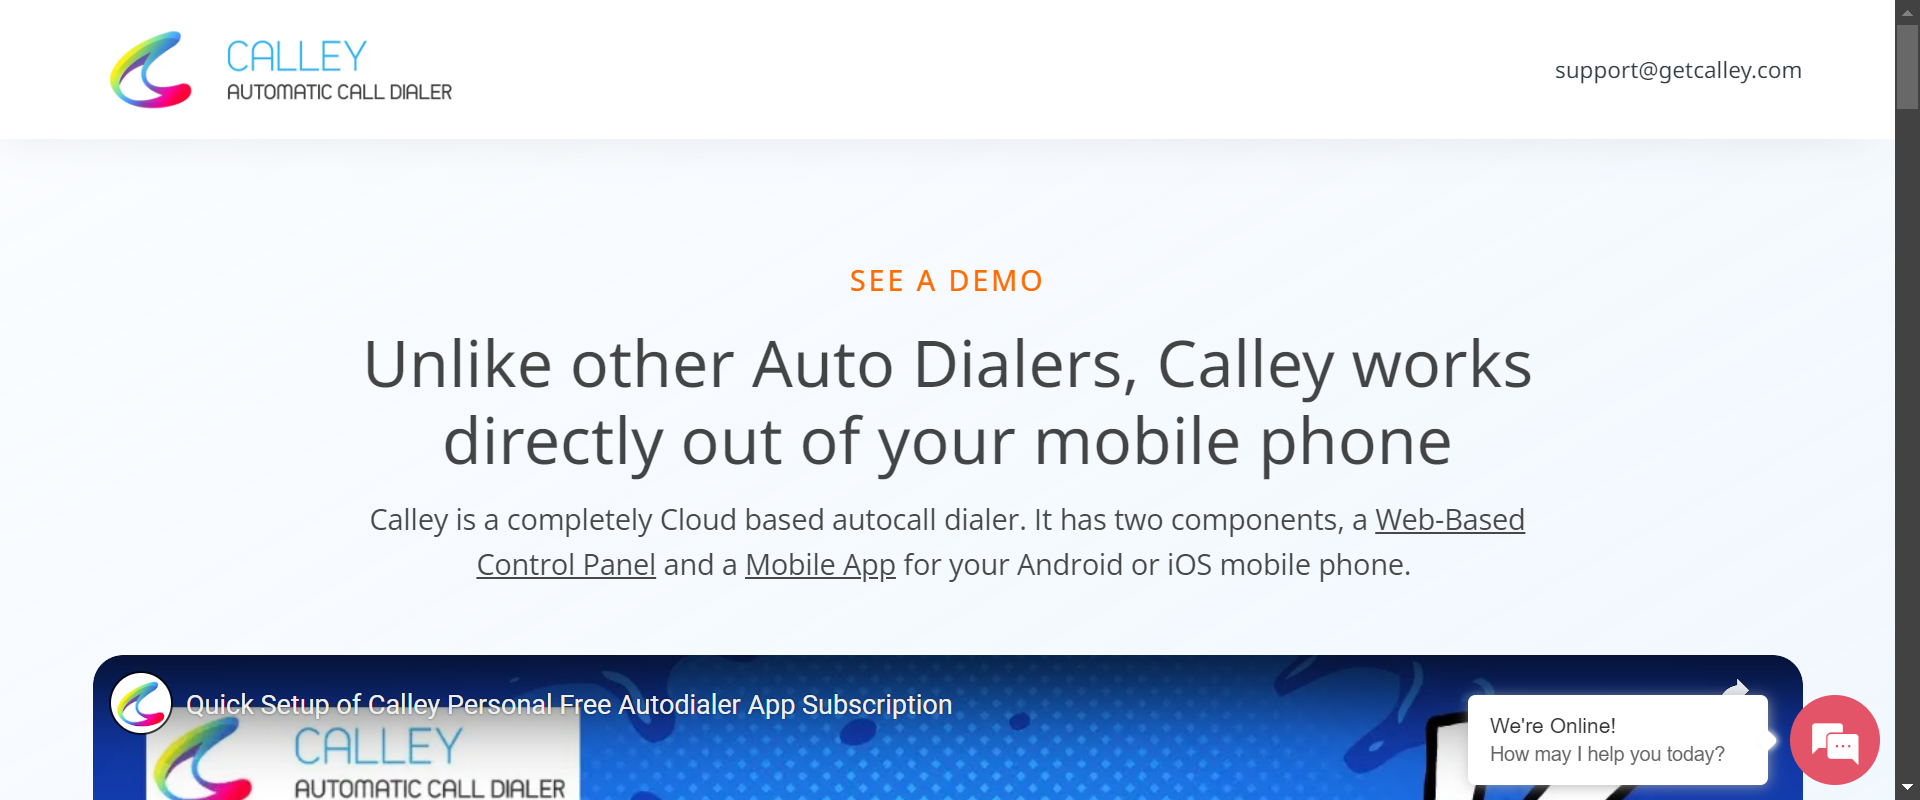 CALLEY
AUTOMATIC CALL DIALER
support@getcalley.com
SEE A DEMO
Unlike other Auto Dialers, Calley works
directly out of your mobile phone
Calley is a completely Cloud based autocall dialer. It has two components, a Web-Based
Control Panel and a Mobile App for your Android or iOS mobile phone.
Quick Setup of Calley Personal Free Autodialer App Subscription
CALLEY
AUTOMATIC CALL DIALER
We're Online!
How may I help you today?